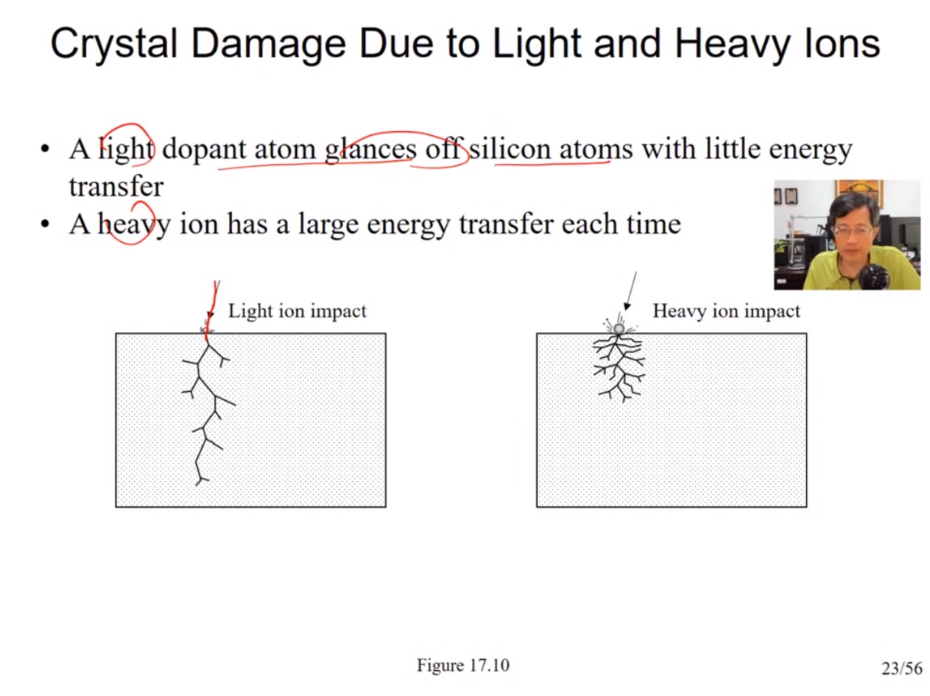 Crystal Damage Due to Light and Heavy Ions
• A light dopant atom glances off silicon atoms with little energy
transfer
• A heavy ion has a large energy transfer each time
Light ion impact
Heavy ion impact
Figure 17.10
23/56